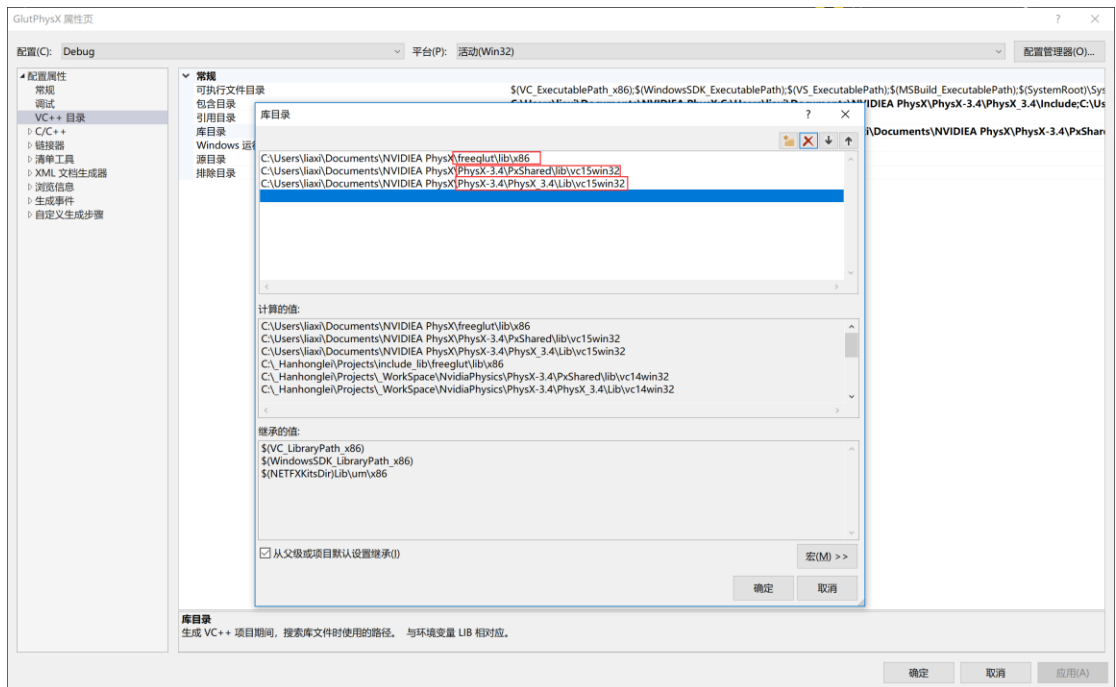 GlutPhysX 属性页
配置(C): Debug 平台(P): 活动(Win32) 配置管理器(O)...
配置属性
常规
调试
VC++ 目录
C/C++
链接器
清单工具
XML 文档生成器
浏览信息
生成事件
自定义生成步骤
常规
可执行文件目录 $(VC_ExecutablePath_x86);$(WindowsSDK_ExecutablePath);$(VS_ExecutablePath);$(MSBuild_ExecutablePath);$(SystemRoot)\Sys
包含目录 IDIEA PhysX\PhysX-3.4\PhysX_3.4\Include;C:\Us
引用目录
库目录 i\Documents\NVIDIEA PhysX\PhysX-3.4\PxShar
Windows 运
源目录
排除目录
库目录
C:\Users\liaxi\Documents\NVIDIEA PhysX\freeglut\lib\x86
C:\Users\liaxi\Documents\NVIDIEA PhysX\PhysX-3.4\PxShared\lib\vc15win32
C:\Users\liaxi\Documents\NVIDIEA PhysX\PhysX-3.4\PhysX_3.4\Lib\vc15win32
计算的值:
C:\Users\liaxi\Documents\NVIDIEA PhysX\freeglut\lib\x86
C:\Users\liaxi\Documents\NVIDIEA PhysX\PhysX-3.4\PxShared\lib\vc15win32
C:\Users\liaxi\Documents\NVIDIEA PhysX\PhysX-3.4\PhysX_3.4\Lib\vc15win32
C:\_Hanhonglei\Projects\include_lib\freeglut\lib\x86
C:\_Hanhonglei\Projects\_WorkSpace\NvidiaPhysics\PhysX-3.4\PxShared\lib\vc14win32
C:\_Hanhonglei\Projects\_WorkSpace\NvidiaPhysics\PhysX-3.4\PhysX_3.4\Lib\vc14win32
继承的值:
$(VC_LibraryPath_x86)
$(WindowsSDK_LibraryPath_x86)
$(NETFXKitsDir)Lib\um\x86
从父级或项目默认设置继承(I)
宏(M) >>
确定 取消
库目录
生成 VC++ 项目期间，搜索库文件时使用的路径。 与环境变量 LIB 相对应。
确定 取消 应用(A)